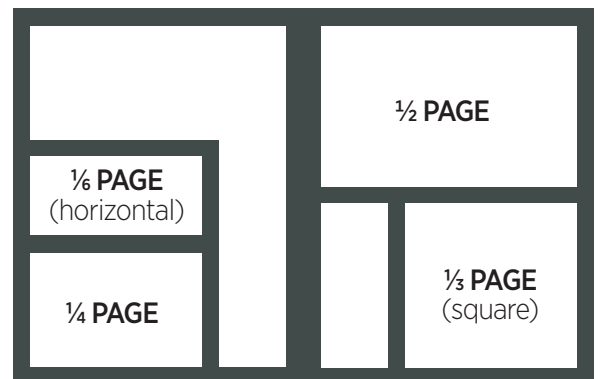 ⅙ PAGE
(horizontal)
¼ PAGE
½ PAGE
⅓ PAGE
(square)